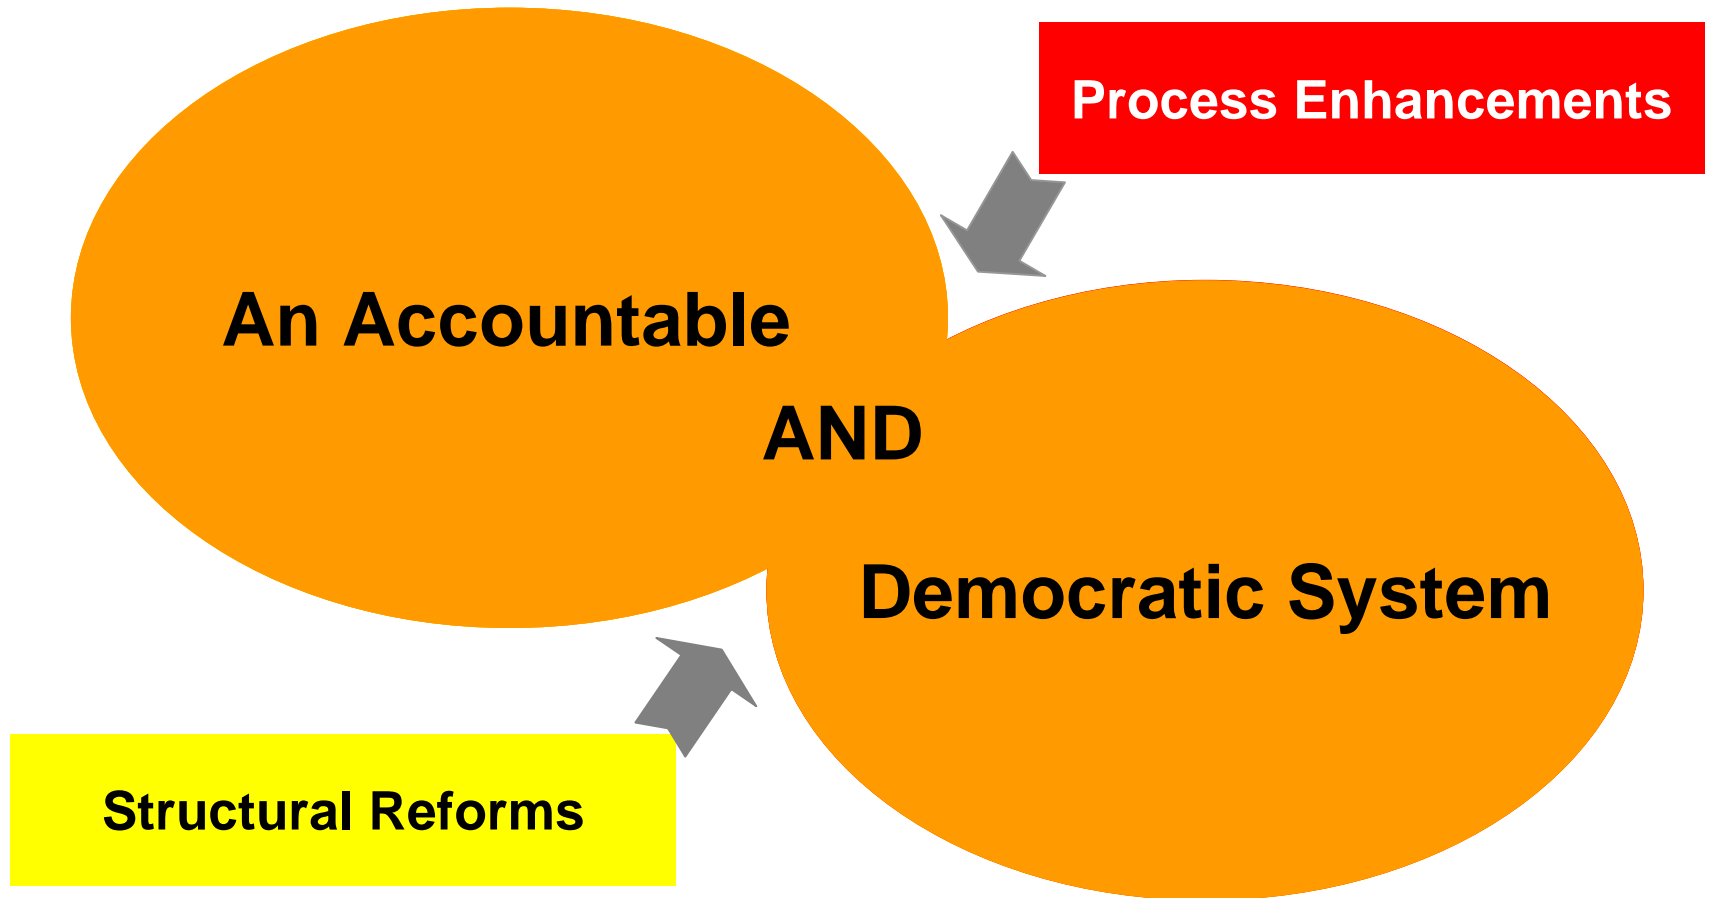 Process Enhancements
An Accountable
AND
Democratic System
Structural Reforms